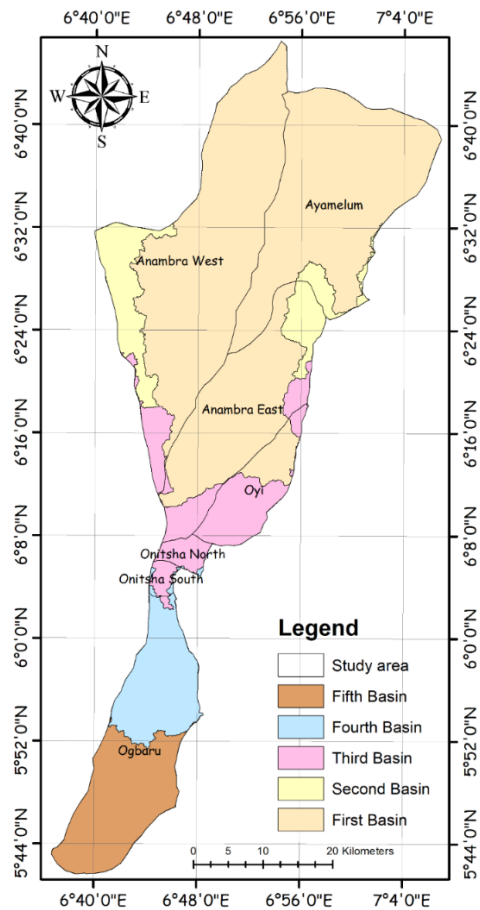 6°40'0"E 6°48'0"E 6°56'0"E 7°4'0"E
N
W E
S
6°40'0"N 6°40'0"N
Ayamelum
6°32'0"N 6°32'0"N
Anambra West
6°24'0"N 6°24'0"N
Anambra East
6°16'0"N 6°16'0"N
Oyi
6°8'0"N 6°8'0"N
Onitsha North
Onitsha South
6°0'0"N 6°0'0"N
Legend
Study area
Fifth Basin
Fourth Basin
Third Basin
Second Basin
First Basin
5°52'0"N 5°52'0"N
Ogbaru
5°44'0"N 5°44'0"N
0 5 10 20 Kilometers
6°40'0"E 6°48'0"E 6°56'0"E 7°4'0"E